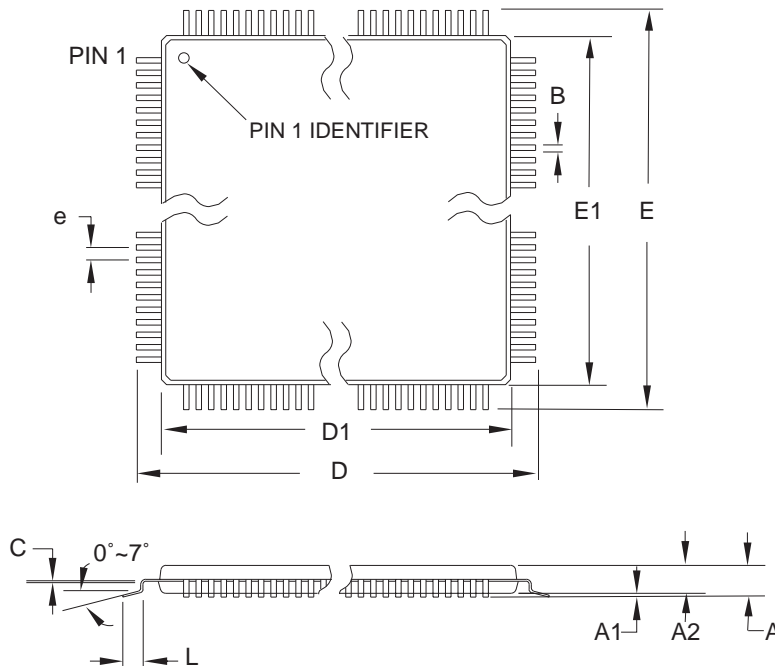 PIN 1
PIN 1 IDENTIFIER
B
e
E1
E
D1
D
C
0°~7°
L
A1
A2
A